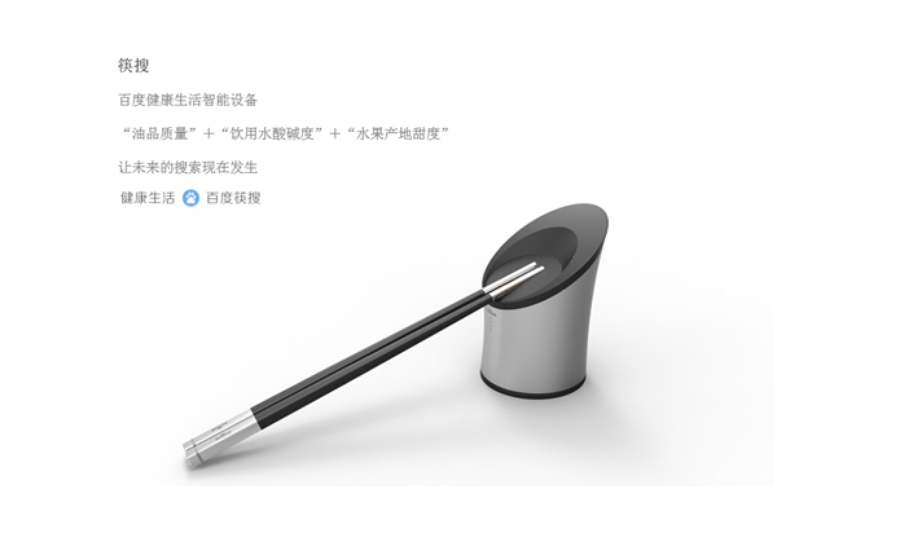 筷搜
百度健康生活智能设备
“油品质量”+“饮用水酸碱度”+“水果产地甜度”
让未来的搜索现在发生
健康生活 百度筷搜